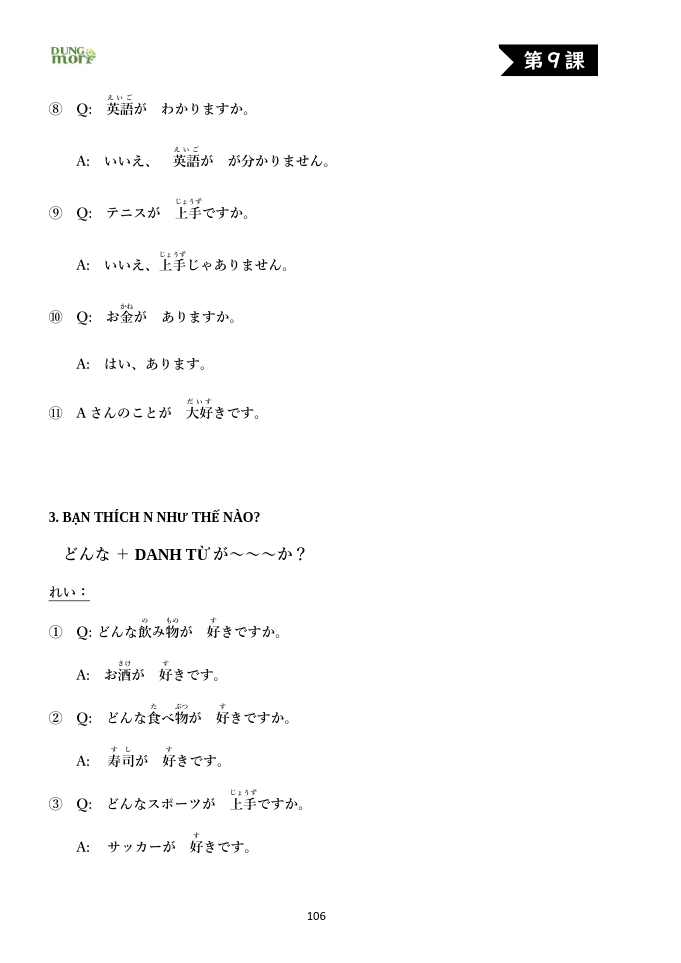 DUNG
mori
第9課
えいご
⑧ Q: 英語が わかりますか。
えいご
A: いいえ、 英語が が分かりません。
じょうず
⑨ Q: テニスが 上手ですか。
じょうず
A: いいえ、上手じゃありません。
かね
⑩ Q: お金が ありますか。
A: はい、あります。
だいす
⑪ A さんのことが 大好きです。
3. BẠN THÍCH N NHƯ THẾ NÀO?
どんな ＋ DANH TỪ が～～～か？
れい：
の もの す
① Q: どんな飲み物が 好きですか。
さけ す
A: お酒が 好きです。
た ぶつ す
② Q: どんな食べ物が 好きですか。
す し す
A: 寿司が 好きです。
じょうず
③ Q: どんなスポーツが 上手ですか。
す
A: サッカーが 好きです。
106